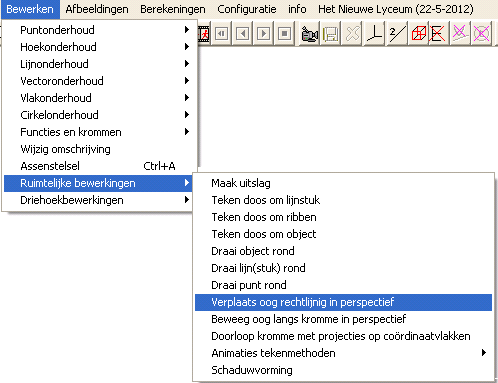 Bewerken Afbeeldingen Berekeningen Configuratie info Het Nieuwe Lyceum (22-5-2012)
Puntonderhoud
Hoekonderhoud
Lijnonderhoud
Vectoronderhoud
Vlakonderhoud
Cirkelonderhoud
Functies en krommen
Wijzig omschrijving
Assenstelsel Ctrl+A
Ruimtelijke bewerkingen
Driehoekbewerkingen
Maak uitslag
Teken doos om lijnstuk
Teken doos om ribben
Teken doos om object
Draai object rond
Draai lijn(stuk) rond
Draai punt rond
Verplaats oog rechtlijnig in perspectief
Beweeg oog langs kromme in perspectief
Doorloop kromme met projecties op coördinaatvlakken
Animaties tekenmethoden
Schaduwvorming